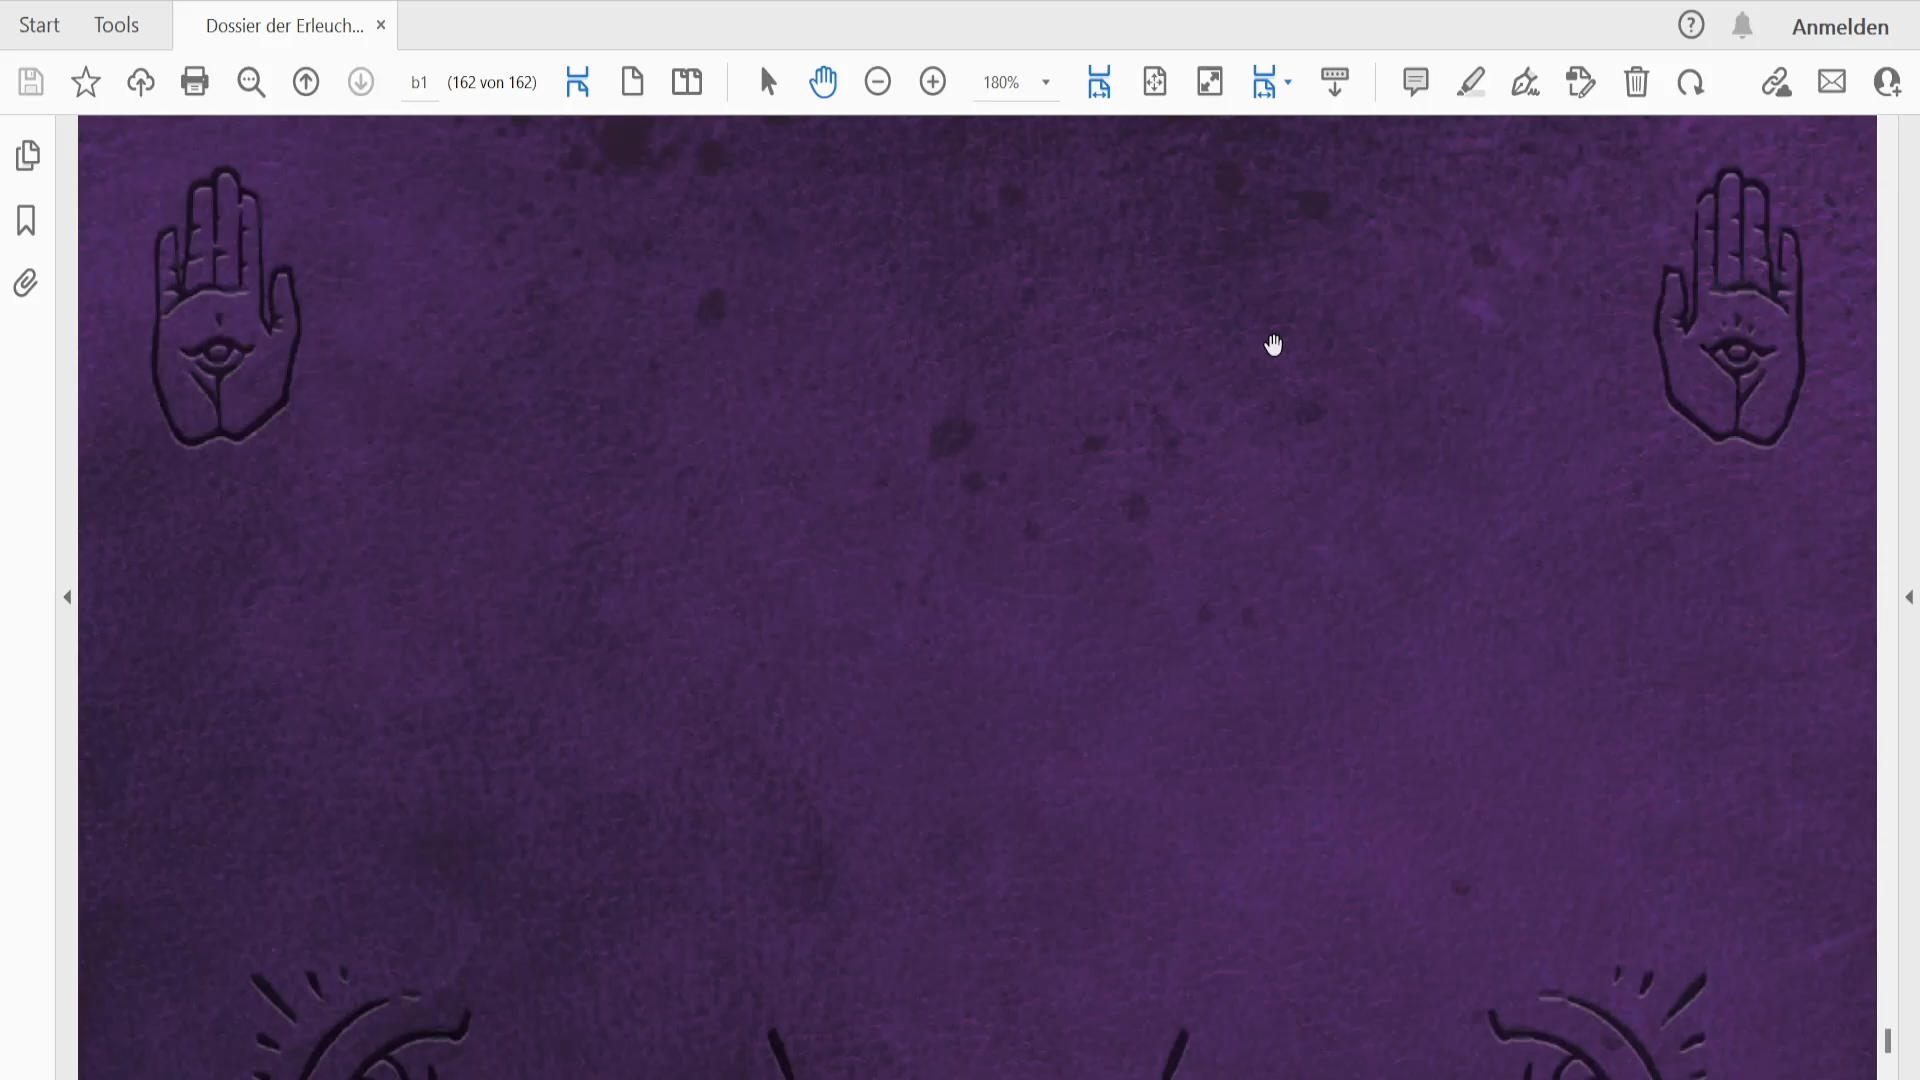 Start Tools Dossier der Erleuch... × Anmelden
b1 (162 von 162) 180%